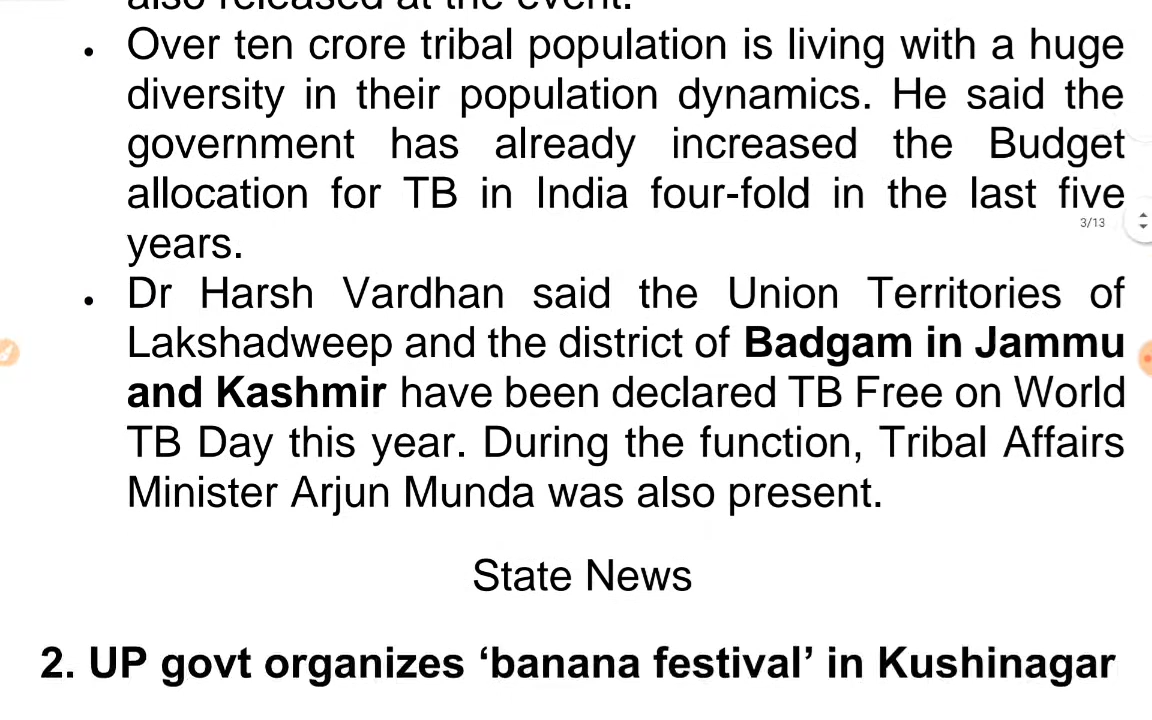 also released at the event.
• Over ten crore tribal population is living with a huge
diversity in their population dynamics. He said the
government has already increased the Budget
allocation for TB in India four-fold in the last five
3/13
years.
• Dr Harsh Vardhan said the Union Territories of
Lakshadweep and the district of Badgam in Jammu
and Kashmir have been declared TB Free on World
TB Day this year. During the function, Tribal Affairs
Minister Arjun Munda was also present.
State News
2. UP govt organizes ‘banana festival’ in Kushinagar